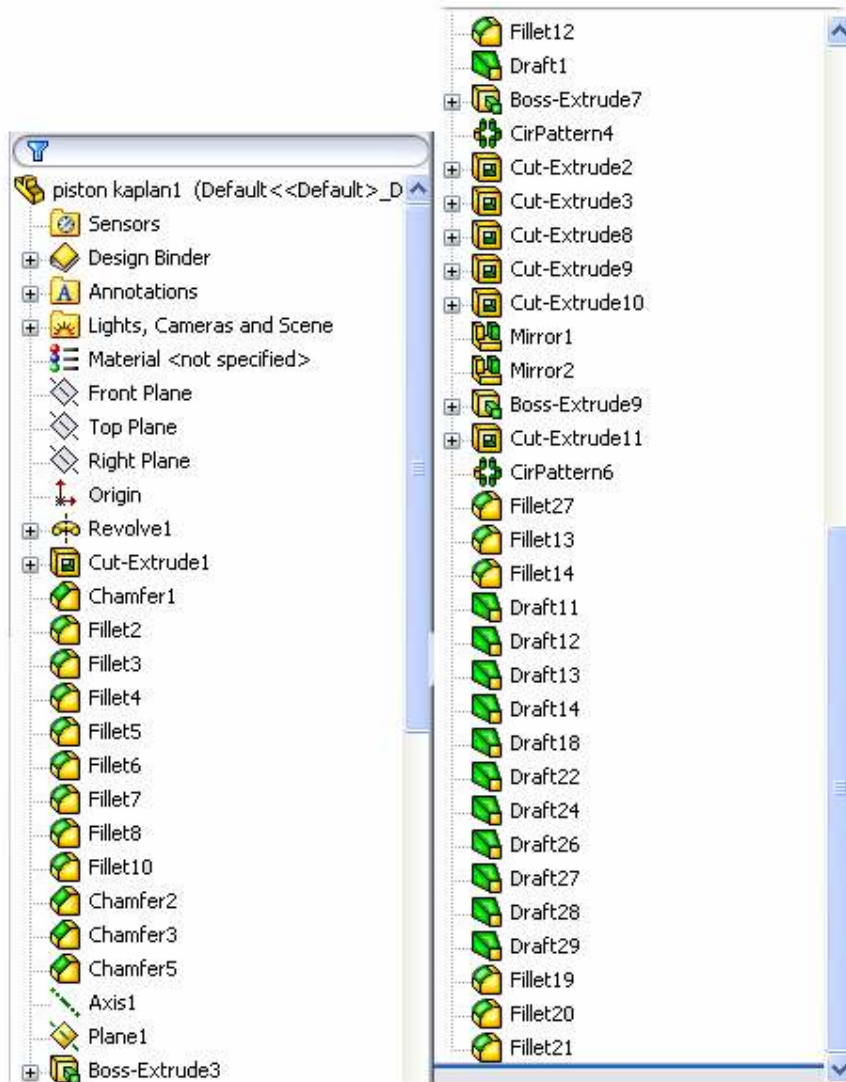 piston kaplan1 (Default<<Default>_D
Sensors
Design Binder
Annotations
Lights, Cameras and Scene
Material <not specified>
Front Plane
Top Plane
Right Plane
Origin
Revolve1
Cut-Extrude1
Chamfer1
Fillet2
Fillet3
Fillet4
Fillet5
Fillet6
Fillet7
Fillet8
Fillet10
Chamfer2
Chamfer3
Chamfer5
Axis1
Plane1
Boss-Extrude3
Fillet12
Draft1
Boss-Extrude7
CirPattern4
Cut-Extrude2
Cut-Extrude3
Cut-Extrude8
Cut-Extrude9
Cut-Extrude10
Mirror1
Mirror2
Boss-Extrude9
Cut-Extrude11
CirPattern6
Fillet27
Fillet13
Fillet14
Draft11
Draft12
Draft13
Draft14
Draft18
Draft22
Draft24
Draft26
Draft27
Draft28
Draft29
Fillet19
Fillet20
Fillet21